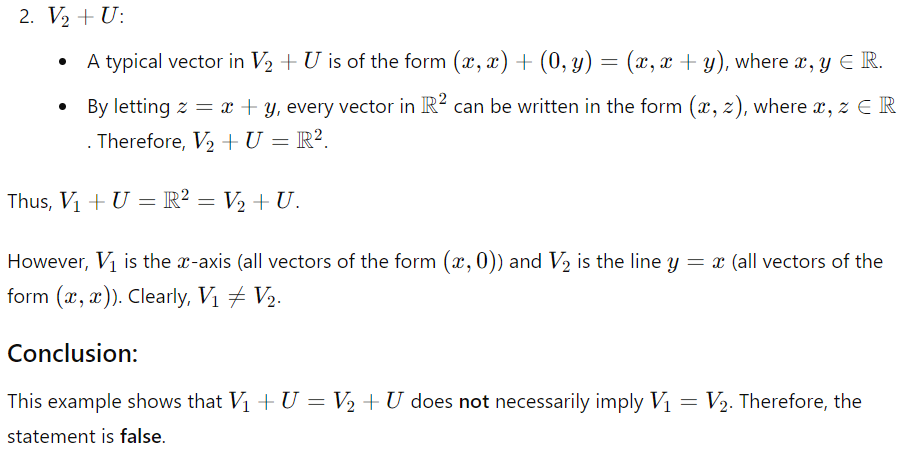 2. V₂ + U:
• A typical vector in V₂ + U is of the form (x, x) + (0, y) = (x, x + y), where x, y ∈ ℝ.
• By letting z = x + y, every vector in ℝ² can be written in the form (x, z), where x, z ∈ ℝ
. Therefore, V₂ + U = ℝ².
Thus, V₁ + U = ℝ² = V₂ + U.
However, V₁ is the x-axis (all vectors of the form (x, 0)) and V₂ is the line y = x (all vectors of the
form (x, x)). Clearly, V₁ ≠ V₂.
Conclusion:
This example shows that V₁ + U = V₂ + U does not necessarily imply V₁ = V₂. Therefore, the
statement is false.